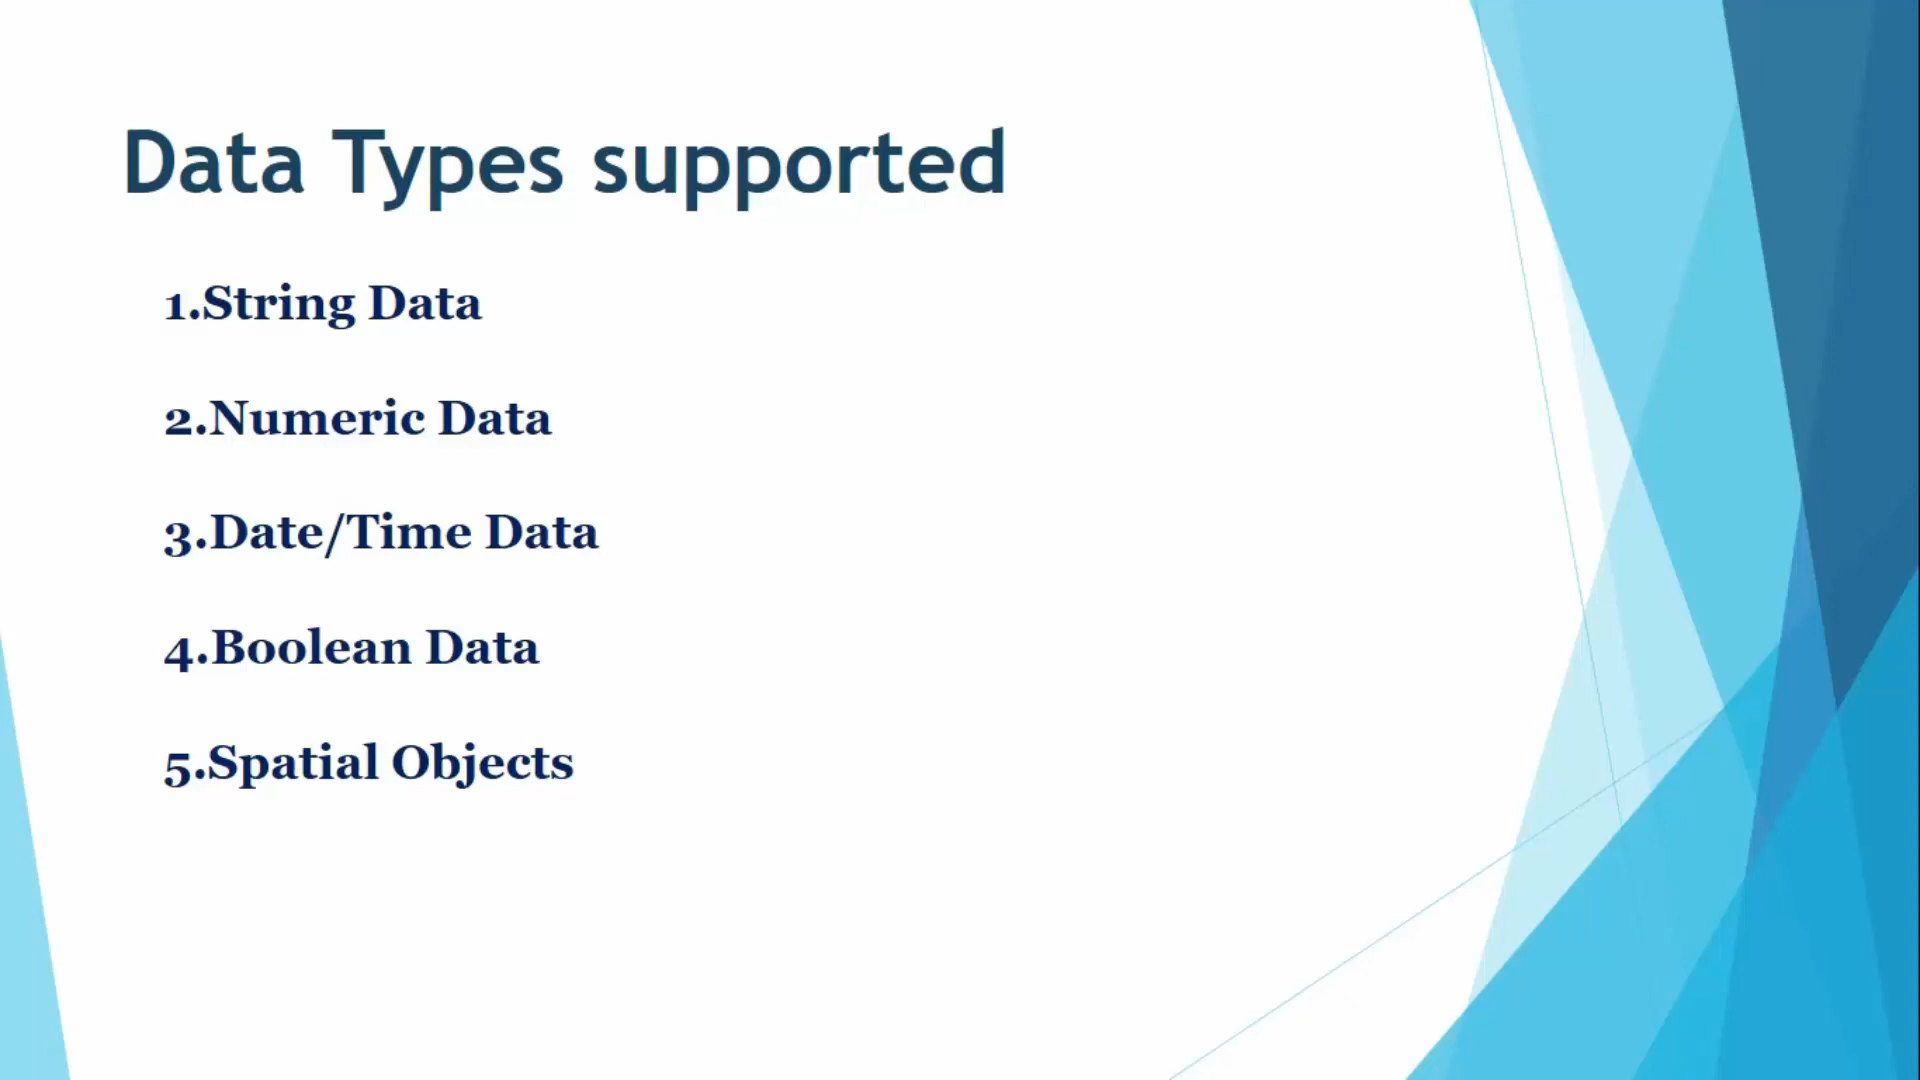 Data Types supported
1.String Data
2.Numeric Data
3.Date/Time Data
4.Boolean Data
5.Spatial Objects